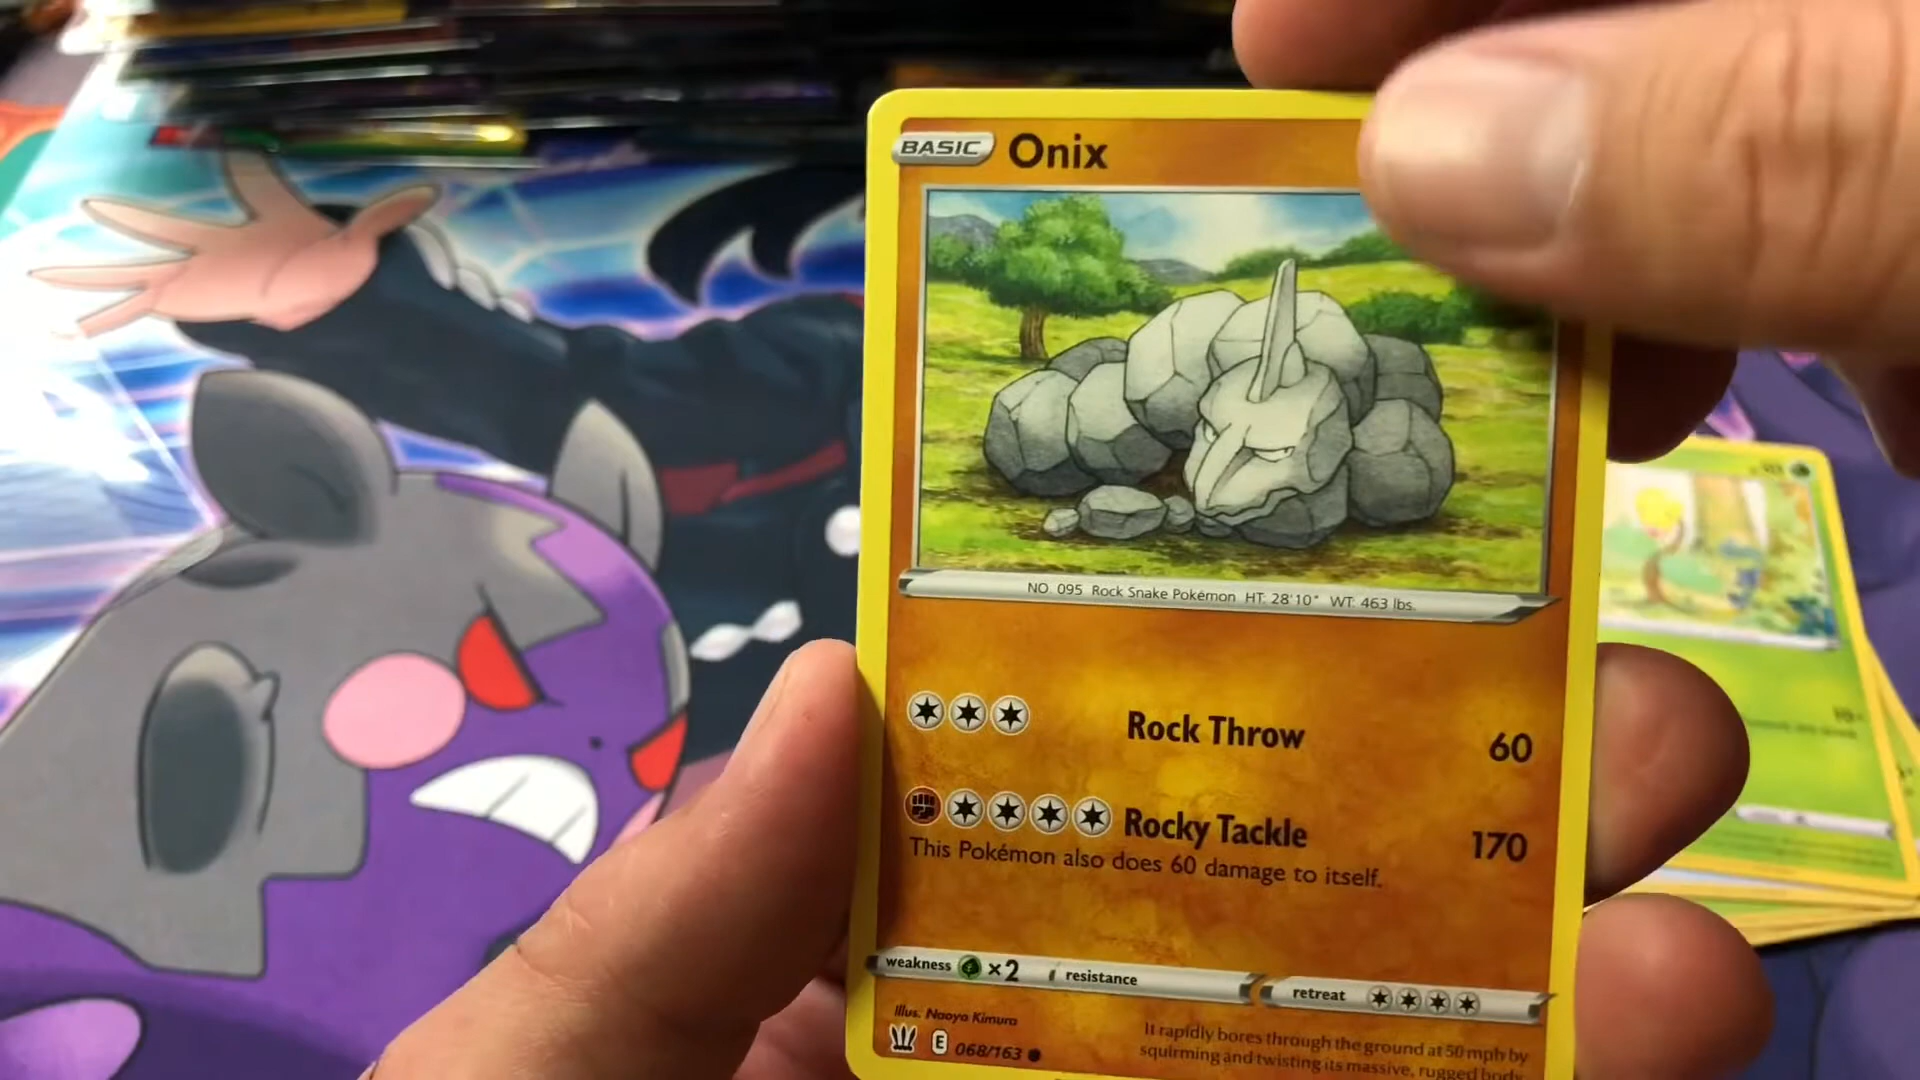 BASIC Onix
NO. 095 Rock Snake Pokémon HT: 28'10" WT: 463 lbs.
Rock Throw 60
Rocky Tackle 170
This Pokémon also does 60 damage to itself.
weakness ×2 resistance retreat
Illus. Naoyo Kimura
E 068/163
It rapidly bores through the ground at 50 mph by
squirming and twisting its massive, rugged body.